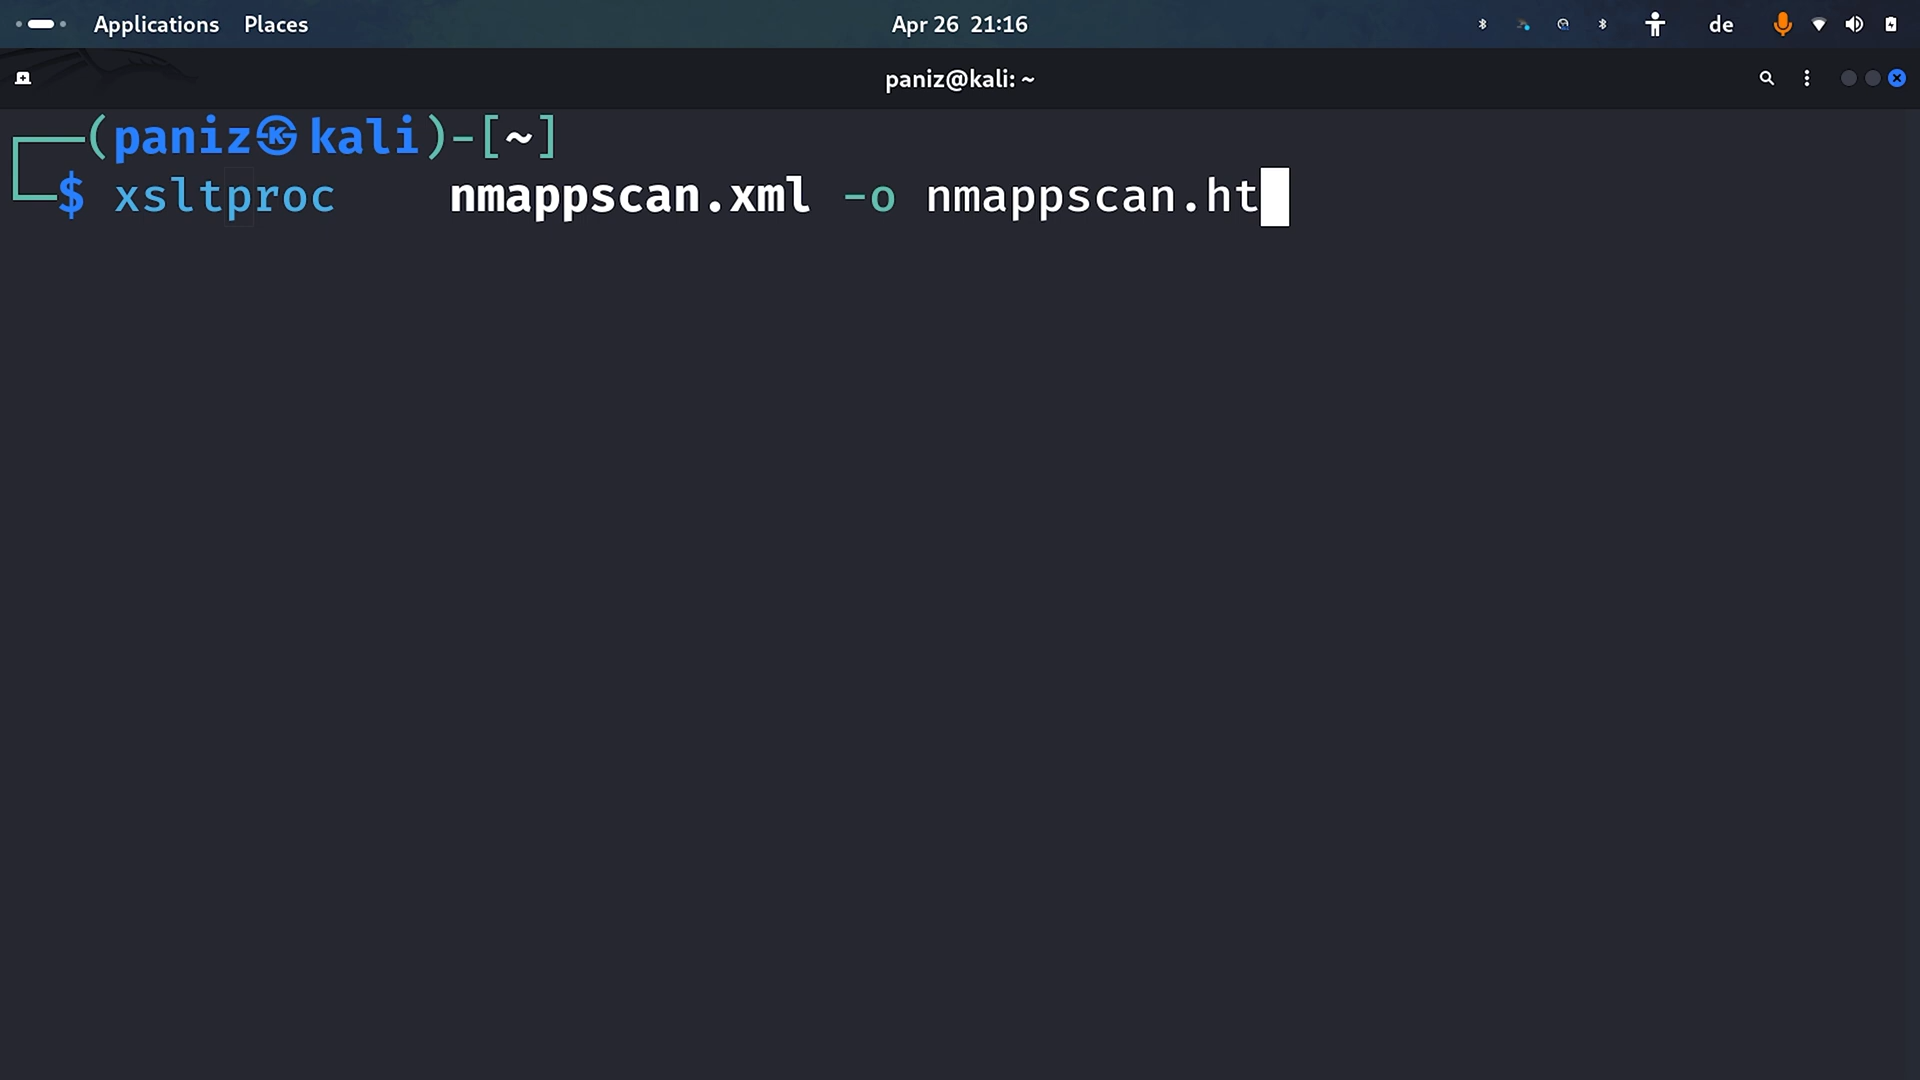 Applications Places Apr 26 21:16 de
paniz@kali: ~
(paniz㉿kali)-[~]
$ xsltproc    nmappscan.xml -o nmappscan.ht